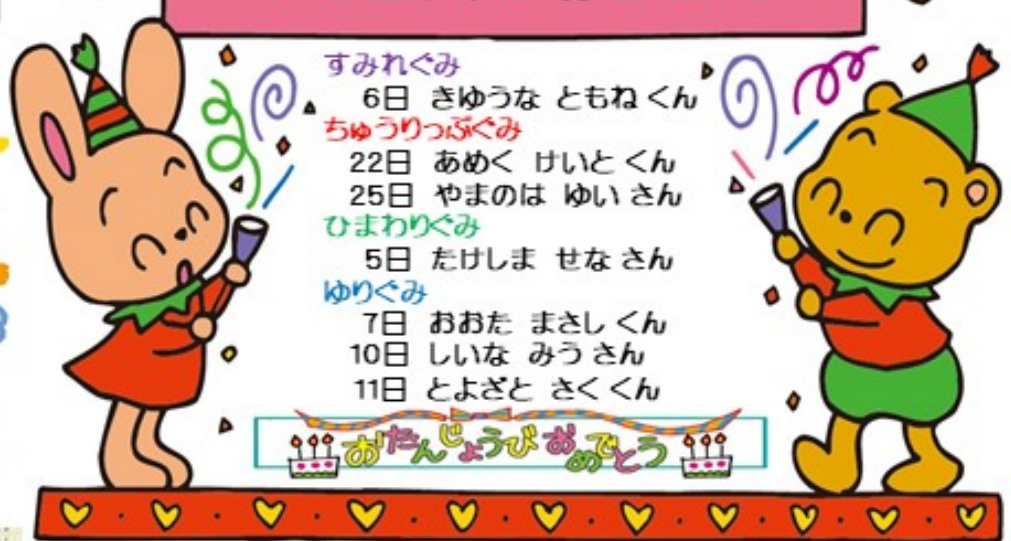 すみれぐみ
6日 きゆうな ともね くん
ちゅうりっぷぐみ
22日 あめく けいと くん
25日 やまのは ゆい さん
ひまわりぐみ
5日 たけしま せな さん
ゆりぐみ
7日 おおた まさし くん
10日 しいな みう さん
11日 とよざと さく くん
おたんじょうび おめでとう